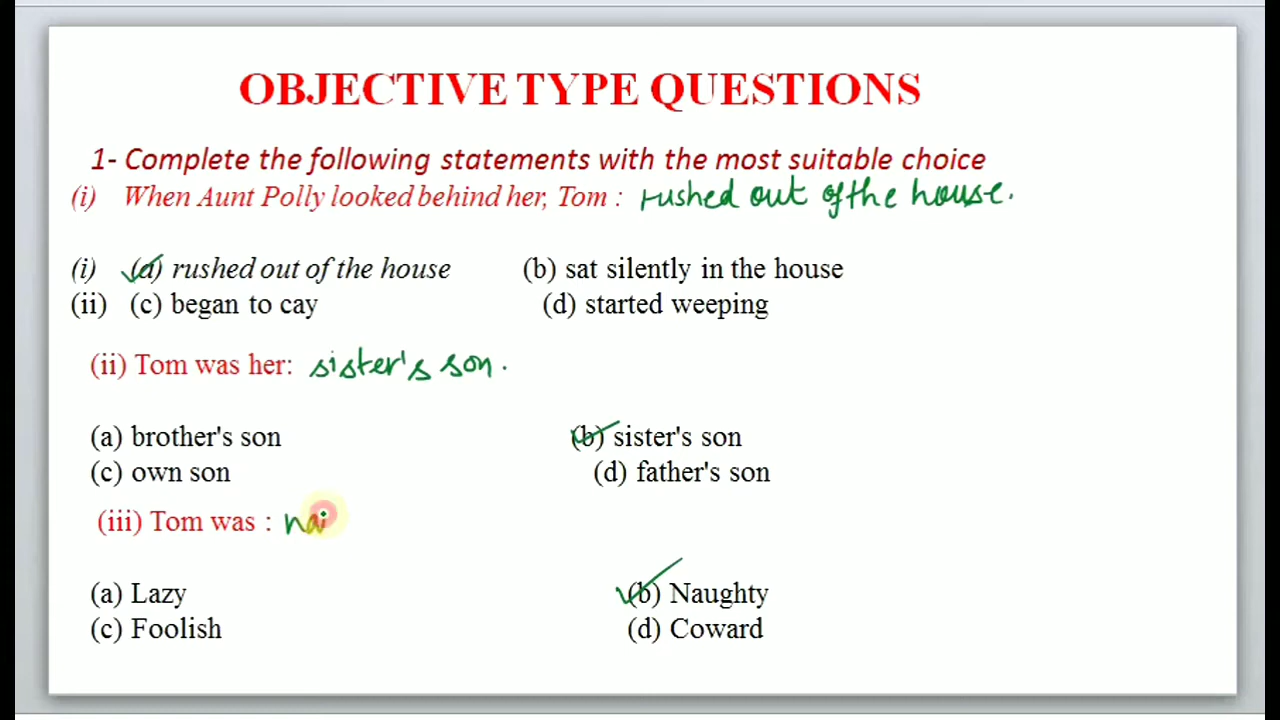 OBJECTIVE TYPE QUESTIONS
1- Complete the following statements with the most suitable choice
(i) When Aunt Polly looked behind her, Tom : rushed out of the house.
(i) (a) rushed out of the house (b) sat silently in the house
(ii) (c) began to cay (d) started weeping
(ii) Tom was her: sister's son.
(a) brother's son (b) sister's son
(c) own son (d) father's son
(iii) Tom was : na
(a) Lazy (b) Naughty
(c) Foolish (d) Coward